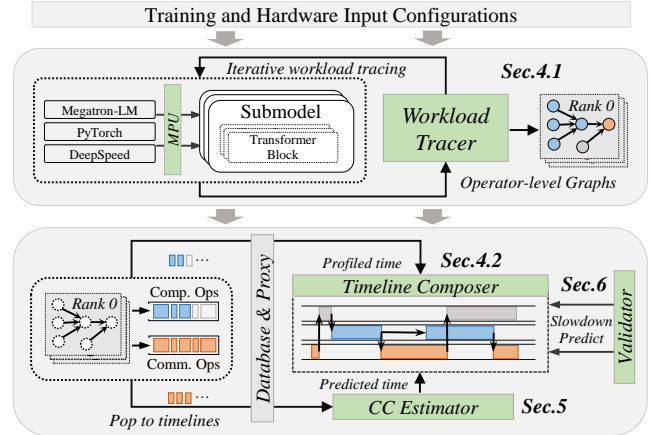 Training and Hardware Input Configurations
Iterative workload tracing
Sec.4.1
Megatron-LM
PyTorch
DeepSpeed
MPU
Submodel
Transformer
Block
Workload
Tracer
Rank 0
Operator-level Graphs
...
Profiled time
Sec.4.2
Rank 0
Comp. Ops
Comm. Ops
Database & Proxy
Timeline Composer
Sec.6
Slowdown
Predict
Validator
...
Predicted time
Pop to timelines
CC Estimator
Sec.5